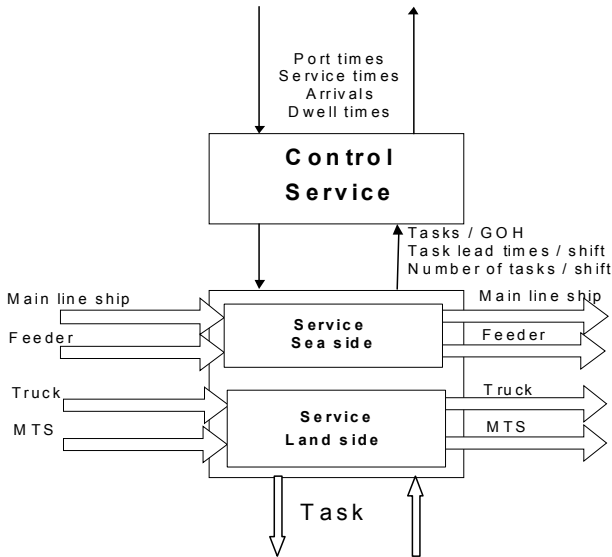 Port times
Service times
Arrivals
Dwell times
Control
Service
Tasks / GOH
Task lead times / shift
Number of tasks / shift
Main line ship
Main line ship
Service
Sea side
Feeder
Feeder
Truck
Truck
Service
Land side
MTS
MTS
Task